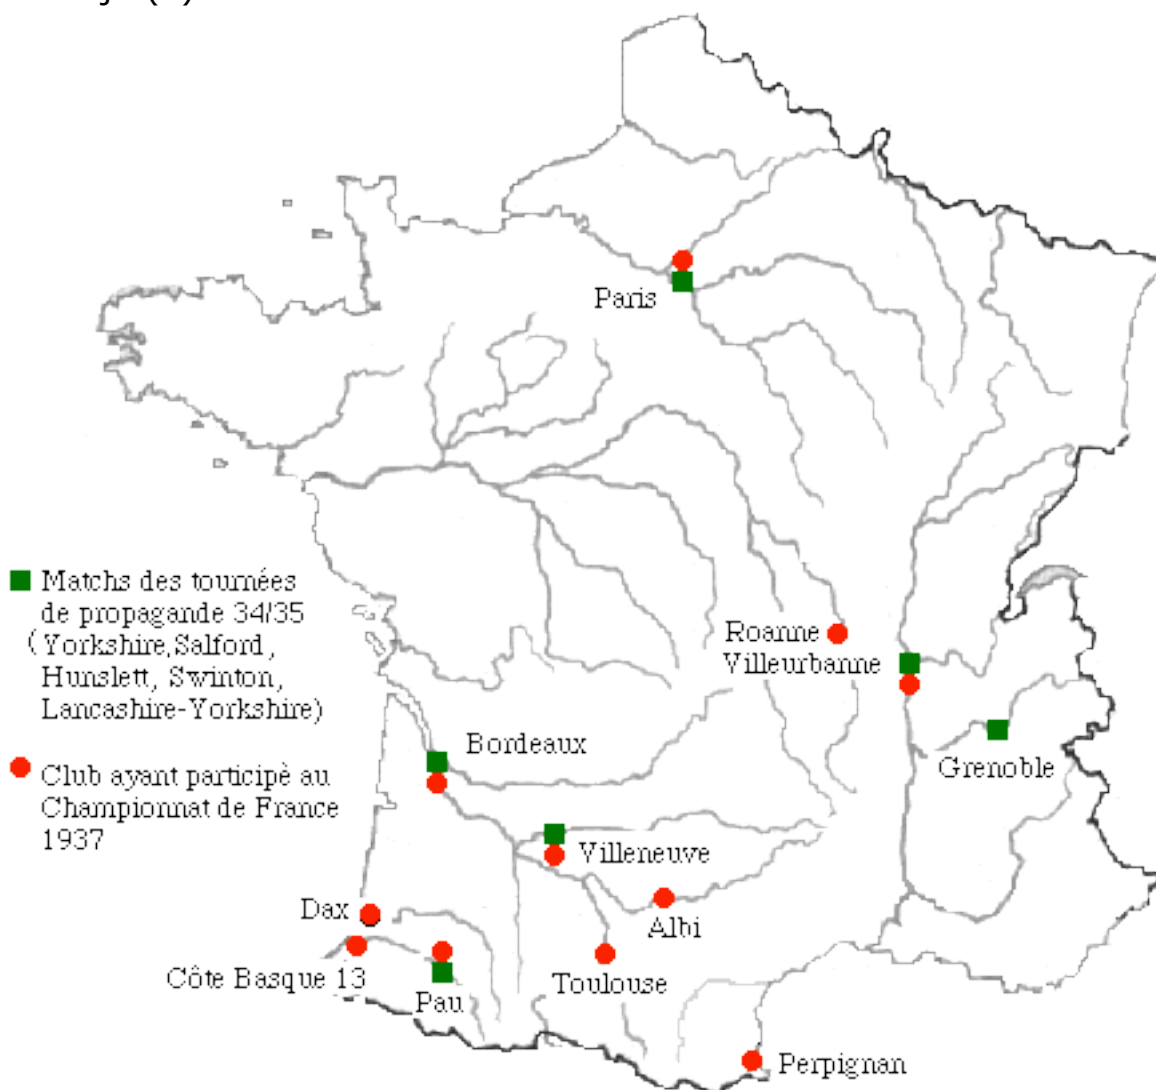 Paris
Matchs des tournées
de propagande 34/35
(Yorkshire,Salford,
Hunslett, Swinton,
Lancashire-Yorkshire)
Club ayant participè au
Championnat de France
1937
Roanne
Villeurbanne
Grenoble
Bordeaux
Villeneuve
Albi
Dax
Côte Basque 13
Pau
Toulouse
Perpignan